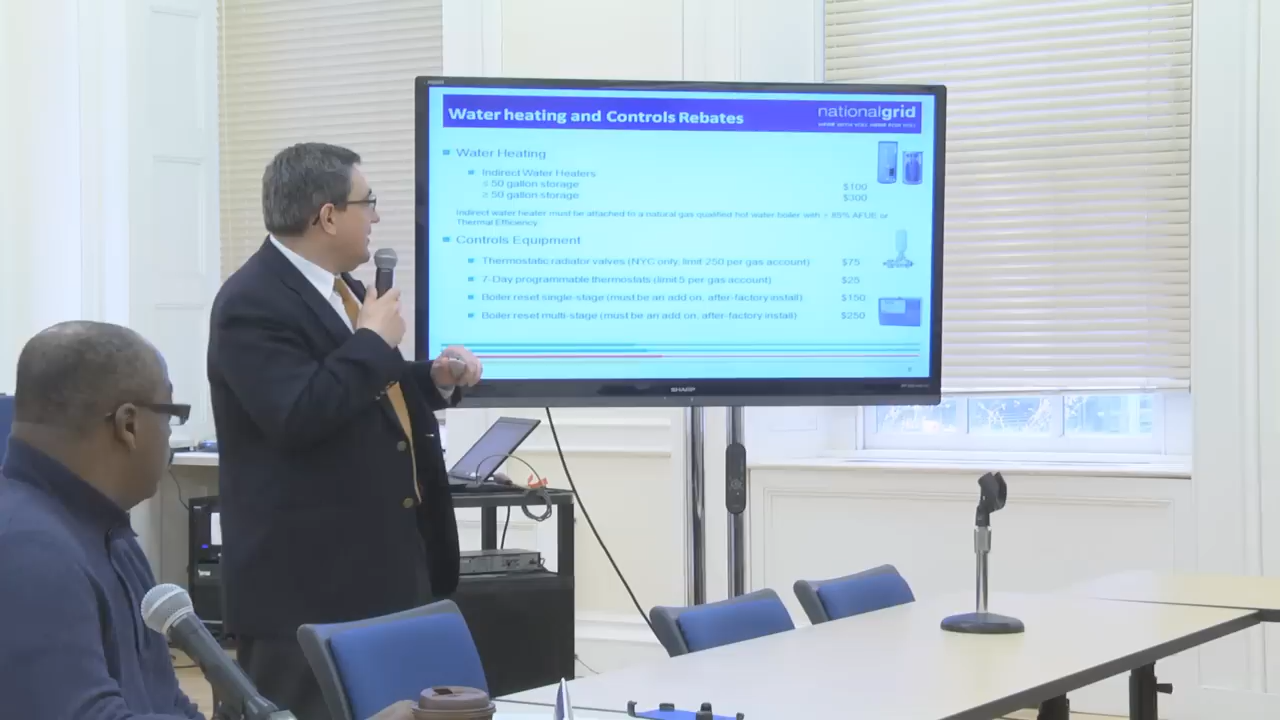 Water heating and Controls Rebates
nationalgrid
Water Heating
Indirect Water Heaters
≤ 50 gallon storage $100
≥ 50 gallon storage $300
Indirect water heater must be attached to a natural gas qualified hot water boiler with 85% AFUE or
Thermal Efficiency
Controls Equipment
Thermostatic radiator valves (NYC only, limit 250 per gas account) $75
7-Day programmable thermostats (limit 5 per gas account) $25
Boiler reset single-stage (must be an add on, after-factory install) $150
Boiler reset multi-stage (must be an add on, after-factory install) $250
SHARP